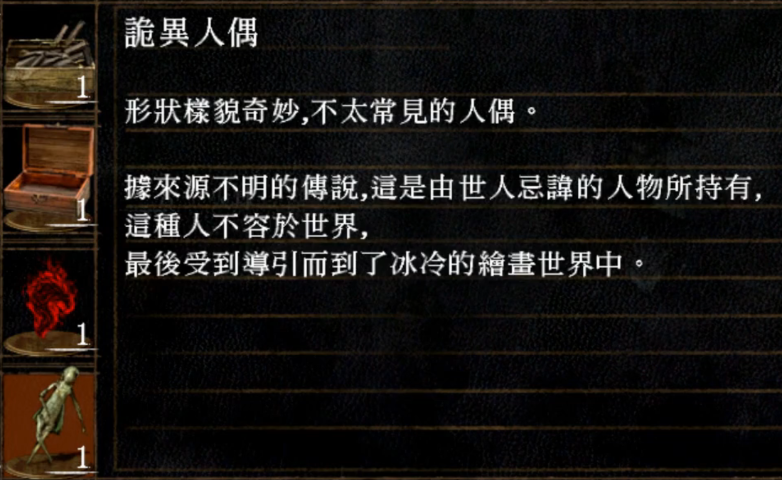 詭異人偶
形狀樣貌奇妙,不太常見的人偶。
據來源不明的傳說,這是由世人忌諱的人物所持有,
這種人不容於世界,
最後受到導引而到了冰冷的繪畫世界中。
1
1
1
1